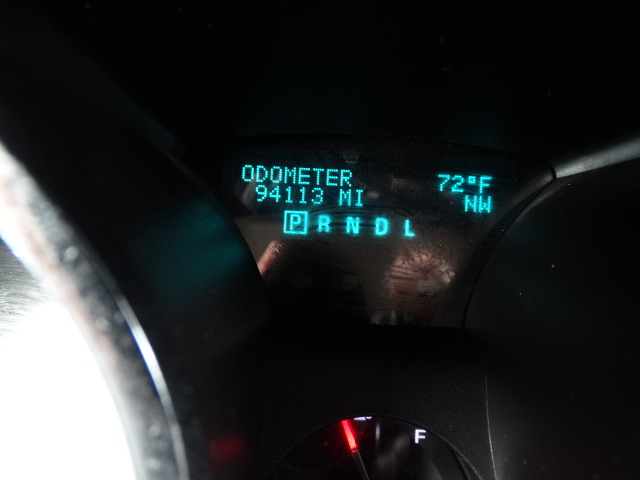 ODOMETER 72°F
94113 MI NW
P R N D L
F